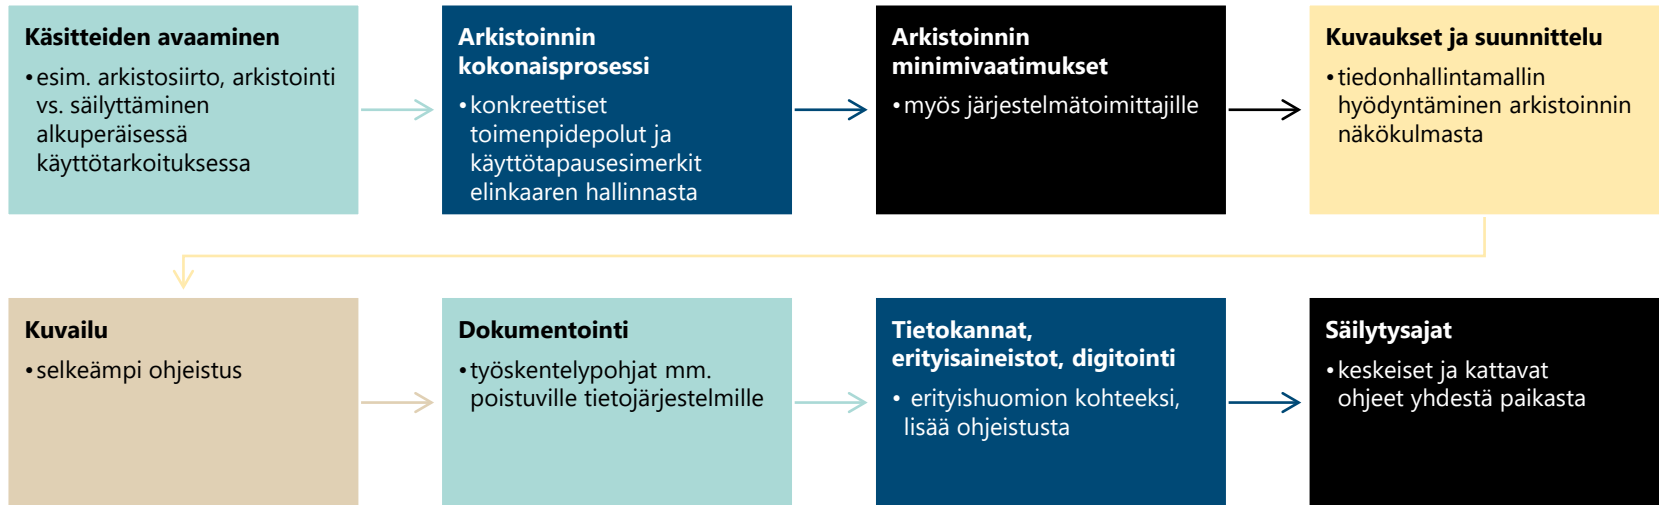 Käsitteiden avaaminen
•esim. arkistosiirto, arkistointi
vs. säilyttäminen
alkuperäisessä
käyttötarkoituksessa
Arkistoinnin
kokonaisprosessi
•konkreettiset
toimenpidepolut ja
käyttötapausesimerkit
elinkaaren hallinnasta
Arkistoinnin
minimivaatimukset
•myös järjestelmätoimittajille
Kuvaukset ja suunnittelu
•tiedonhallintamallin
hyödyntäminen arkistoinnin
näkökulmasta
Kuvailu
•selkeämpi ohjeistus
Dokumentointi
•työskentelypohjat mm.
poistuville tietojärjestelmille
Tietokannat,
erityisaineistot, digitointi
• erityishuomion kohteeksi,
lisää ohjeistusta
Säilytysajat
•keskeiset ja kattavat
ohjeet yhdestä paikasta